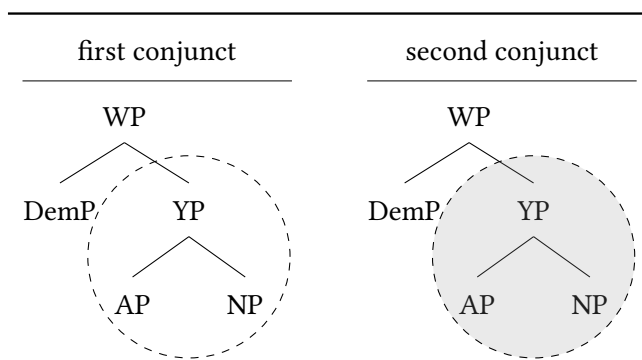 first conjunct second conjunct
WP WP
DemP YP DemP YP
AP NP AP NP